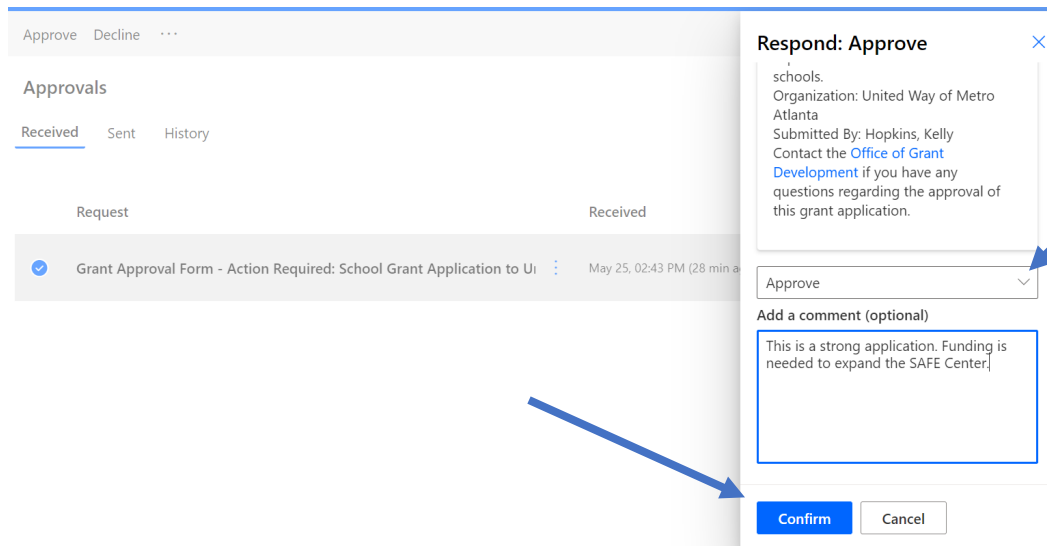 Approve Decline ···
Approvals
Received Sent History
Request Received
Grant Approval Form - Action Required: School Grant Application to
May 25, 02:43 PM (28 min
Respond: Approve
schools.
Organization: United Way of Metro
Atlanta
Submitted By: Hopkins, Kelly
Contact the Office of Grant
Development if you have any
questions regarding the approval of
this grant application.
Approve
Add a comment (optional)
This is a strong application. Funding is
needed to expand the SAFE Center.
Confirm Cancel